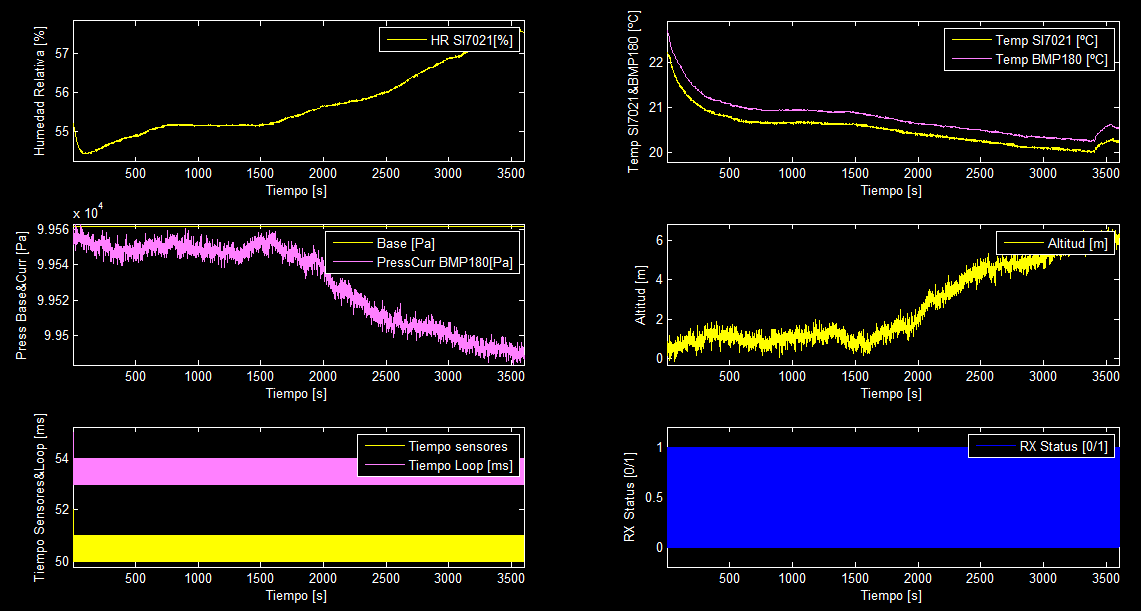 Humedad Relativa [%]
57
56
55
HR SI7021[%]
500 1000 1500 2000 2500 3000 3500
Tiempo [s]
Temp SI7021&BMP180 [ºC]
22
21
20
Temp SI7021 [ºC]
Temp BMP180 [ºC]
500 1000 1500 2000 2500 3000 3500
Tiempo [s]
Press Base&Curr [Pa]
x 10^4
9.956
9.954
9.952
9.95
Base [Pa]
PressCurr BMP180[Pa]
500 1000 1500 2000 2500 3000 3500
Tiempo [s]
Altitud [m]
6
4
2
0
Altitud [m]
500 1000 1500 2000 2500 3000 3500
Tiempo [s]
Tiempo Sensores&Loop [ms]
54
52
50
Tiempo sensores
Tiempo Loop [ms]
500 1000 1500 2000 2500 3000 3500
Tiempo [s]
RX Status [0/1]
1
0.5
0
RX Status [0/1]
500 1000 1500 2000 2500 3000 3500
Tiempo [s]